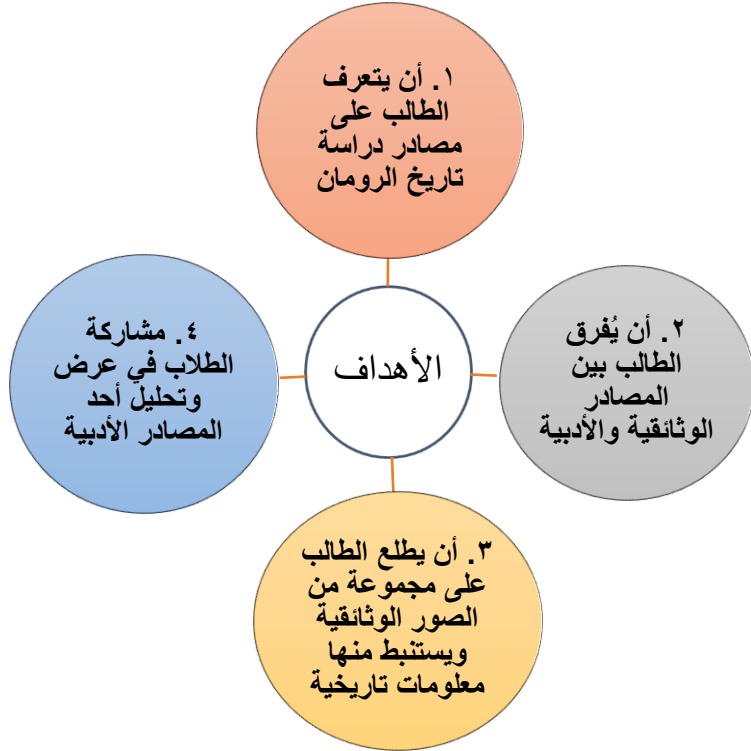 الأهداف
١. أن يتعرف
الطالب على
مصادر دراسة
تاريخ الرومان
٢. أن يُفرق
الطالب بين
المصادر
الوثائقية والأدبية
٣. أن يطلع الطالب
على مجموعة من
الصور الوثائقية
ويستنبط منها
معلومات تاريخية
٤. مشاركة
الطلاب في عرض
وتحليل أحد
المصادر الأدبية